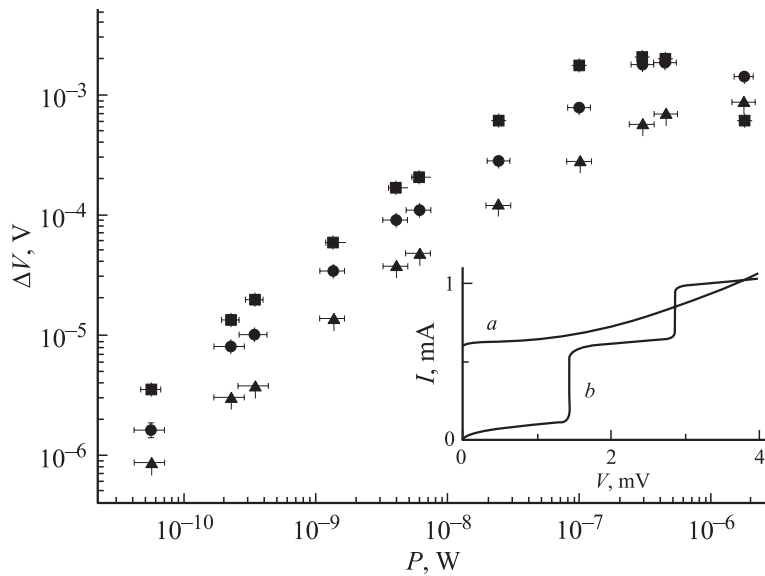 10⁻³
10⁻⁴
10⁻⁵
10⁻⁶
ΔV, V
10⁻¹⁰
10⁻⁹
10⁻⁸
10⁻⁷
10⁻⁶
P, W
1
0
I, mA
a
b
0
2
4
V, mV